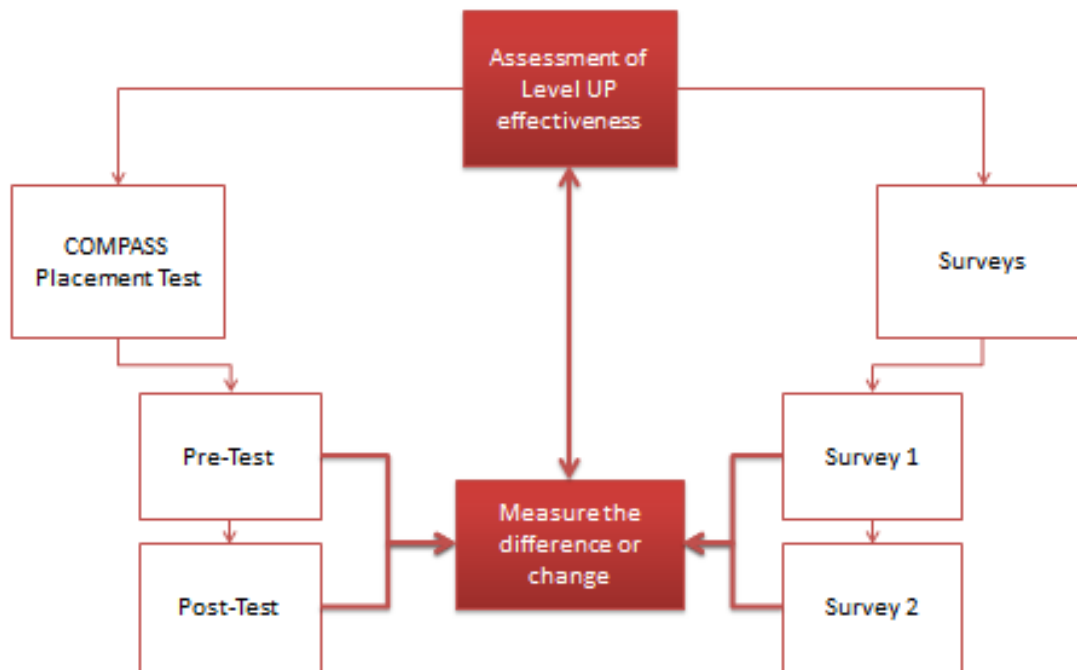 Assessment of
Level UP
effectiveness
COMPASS
Placement Test
Surveys
Pre-Test
Survey 1
Measure the
difference or
change
Post-Test
Survey 2